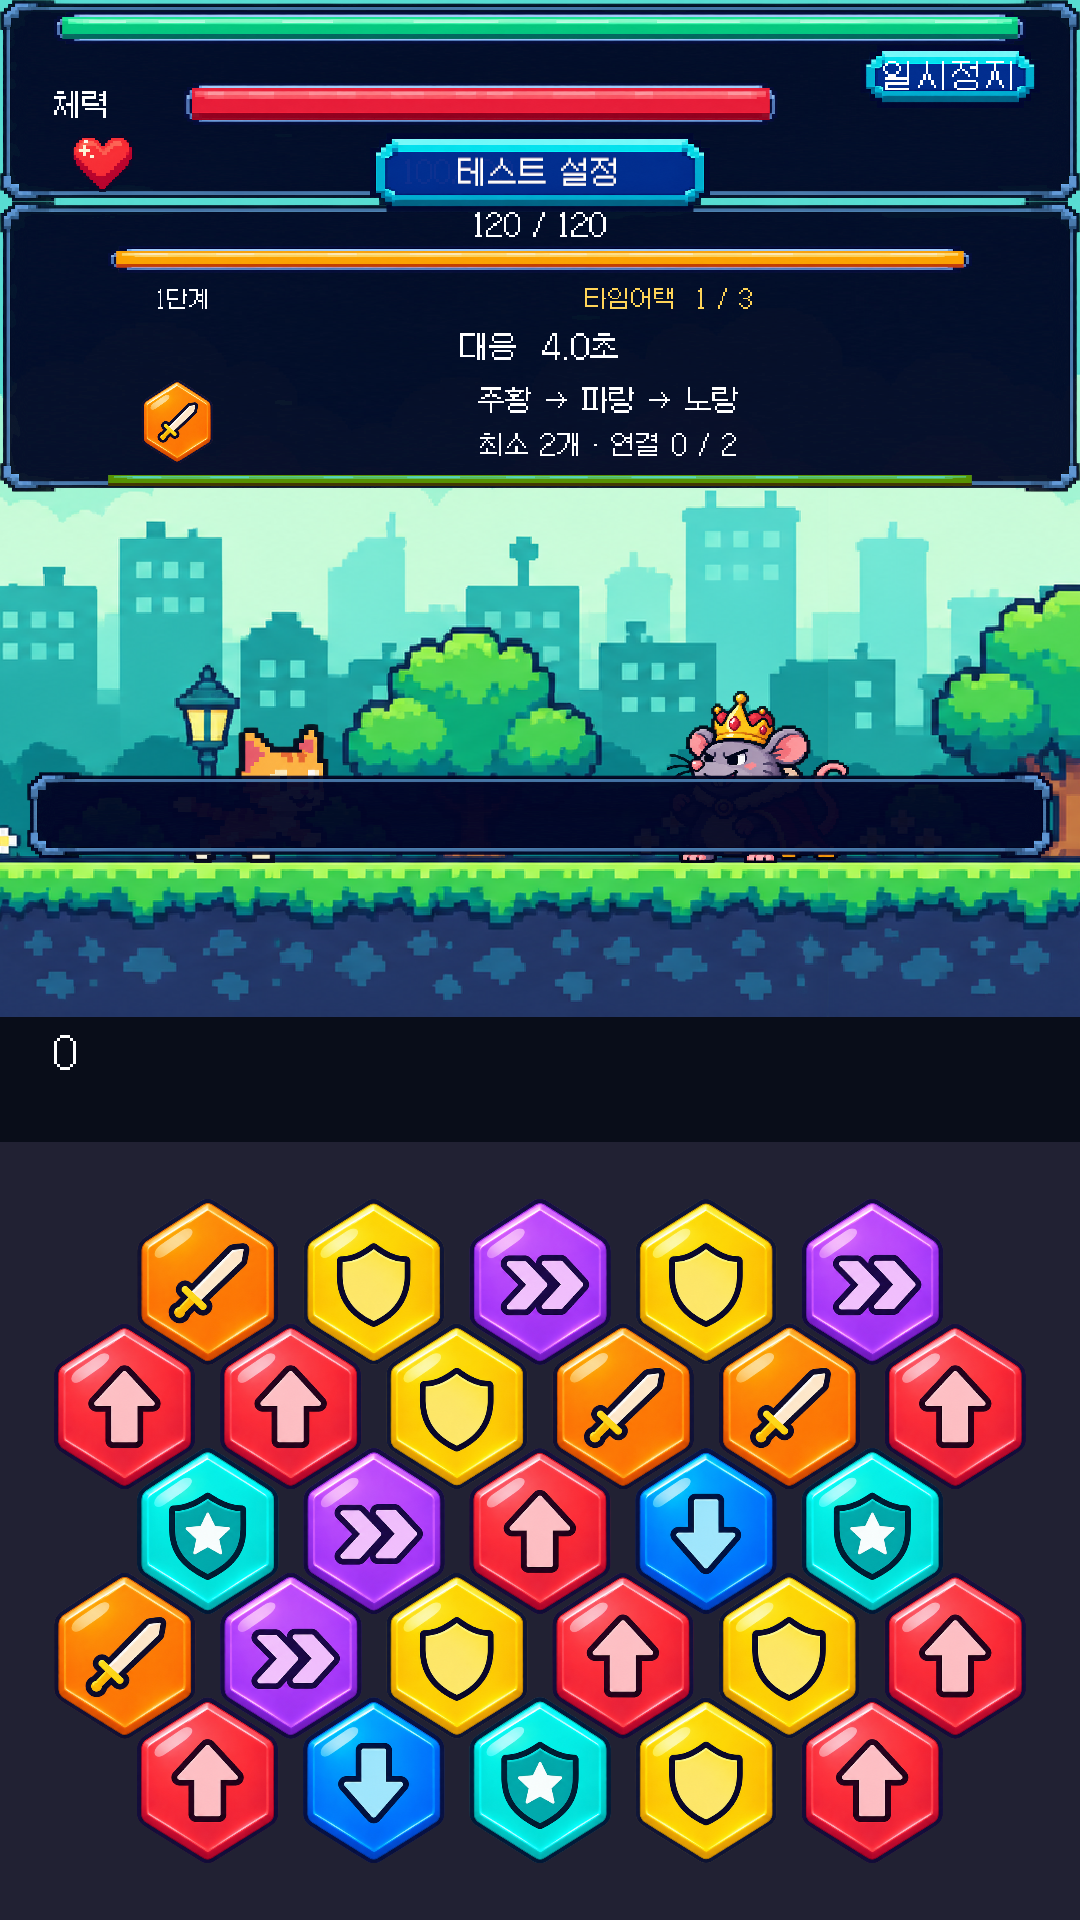 일시정지
체력
테스트 설정
120 / 120
1단계
타임어택 1 / 3
대응 4.0초
주황 → 파랑 → 노랑
최소 2개 · 연결 0 / 2
0